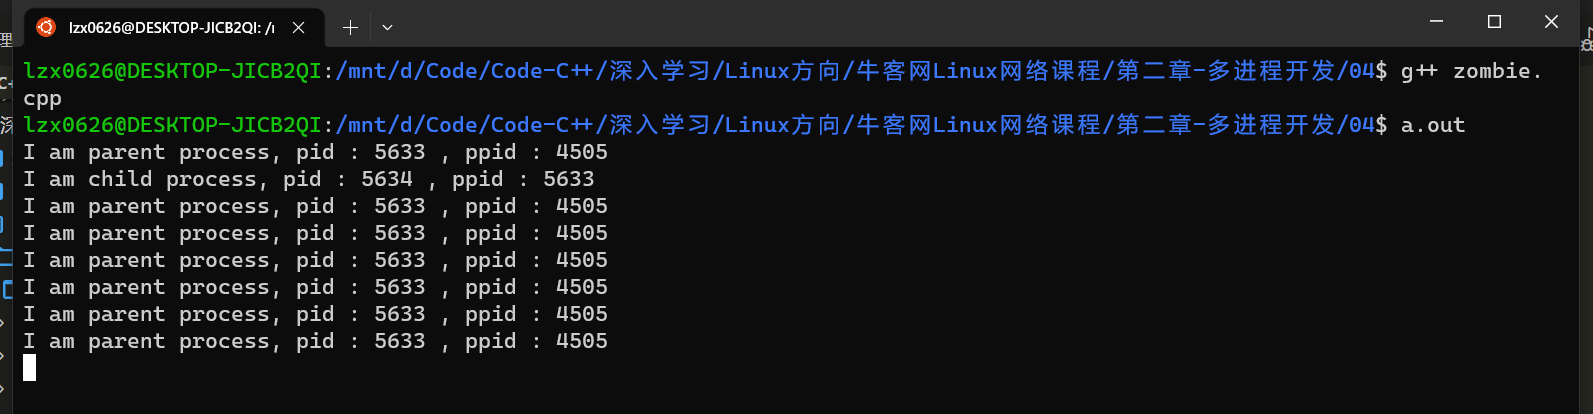 lzx0626@DESKTOP-JICB2QI: /r
理
lzx0626@DESKTOP-JICB2QI:/mnt/d/Code/Code-C++/深入学习/Linux方向/牛客网Linux网络课程/第二章-多进程开发/04$ g++ zombie.
cpp
深
lzx0626@DESKTOP-JICB2QI:/mnt/d/Code/Code-C++/深入学习/Linux方向/牛客网Linux网络课程/第二章-多进程开发/04$ a.out
I am parent process, pid : 5633 , ppid : 4505
I am child process, pid : 5634 , ppid : 5633
I am parent process, pid : 5633 , ppid : 4505
I am parent process, pid : 5633 , ppid : 4505
I am parent process, pid : 5633 , ppid : 4505
I am parent process, pid : 5633 , ppid : 4505
I am parent process, pid : 5633 , ppid : 4505
I am parent process, pid : 5633 , ppid : 4505